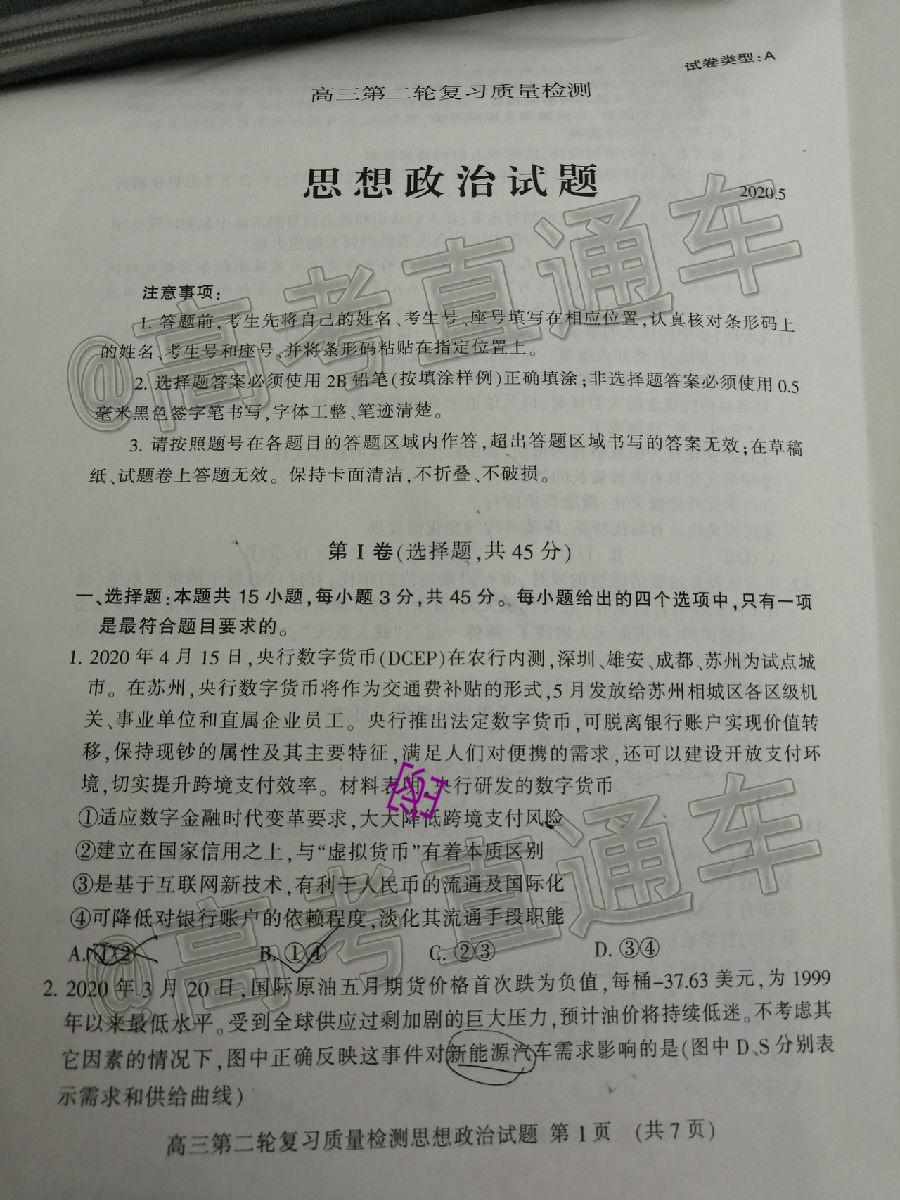 试卷类型:A
高三第二轮复习质量检测
思想政治试题
2020.5
注意事项:
1. 答题前,考生先将自己的姓名、考生号、座号填写在相应位置,认真核对条形码上
的姓名、考生号和座号,并将条形码粘贴在指定位置上。
2. 选择题答案必须使用2B铅笔(按填涂样例)正确填涂;非选择题答案必须使用0.5
毫米黑色签字笔书写,字体工整、笔迹清楚。
3. 请按照题号在各题目的答题区域内作答,超出答题区域书写的答案无效;在草稿
纸、试题卷上答题无效。保持卡面清洁,不折叠、不破损。
第Ⅰ卷(选择题,共45分)
一、选择题:本题共15小题,每小题3分,共45分。每小题给出的四个选项中,只有一项
是最符合题目要求的。
1. 2020年4月15日,央行数字货币(DCEP)在农行内测,深圳、雄安、成都、苏州为试点城
市。在苏州,央行数字货币将作为交通费补贴的形式,5月发放给苏州相城区各区级机
关、事业单位和直属企业员工。央行推出法定数字货币,可脱离银行账户实现价值转
移,保持现钞的属性及其主要特征,满足人们对便携的需求,还可以建设开放支付环
境,切实提升跨境支付效率。材料表明,央行研发的数字货币
①适应数字金融时代变革要求,大大降低跨境支付风险
②建立在国家信用之上,与“虚拟货币”有着本质区别
③是基于互联网新技术,有利于人民币的流通及国际化
④可降低对银行账户的依赖程度,淡化其流通手段职能
A.①② B.①④ C.②③ D.③④
2. 2020年3月20日,国际原油五月期货价格首次跌为负值,每桶-37.63美元,为1999
年以来最低水平。受到全球供应过剩加剧的巨大压力,预计油价将持续低迷。不考虑其
它因素的情况下,图中正确反映这事件对新能源汽车需求影响的是(图中D、S分别表
示需求和供给曲线)
高三第二轮复习质量检测思想政治试题 第1页 (共7页)
@高考直通车
@高考直通车